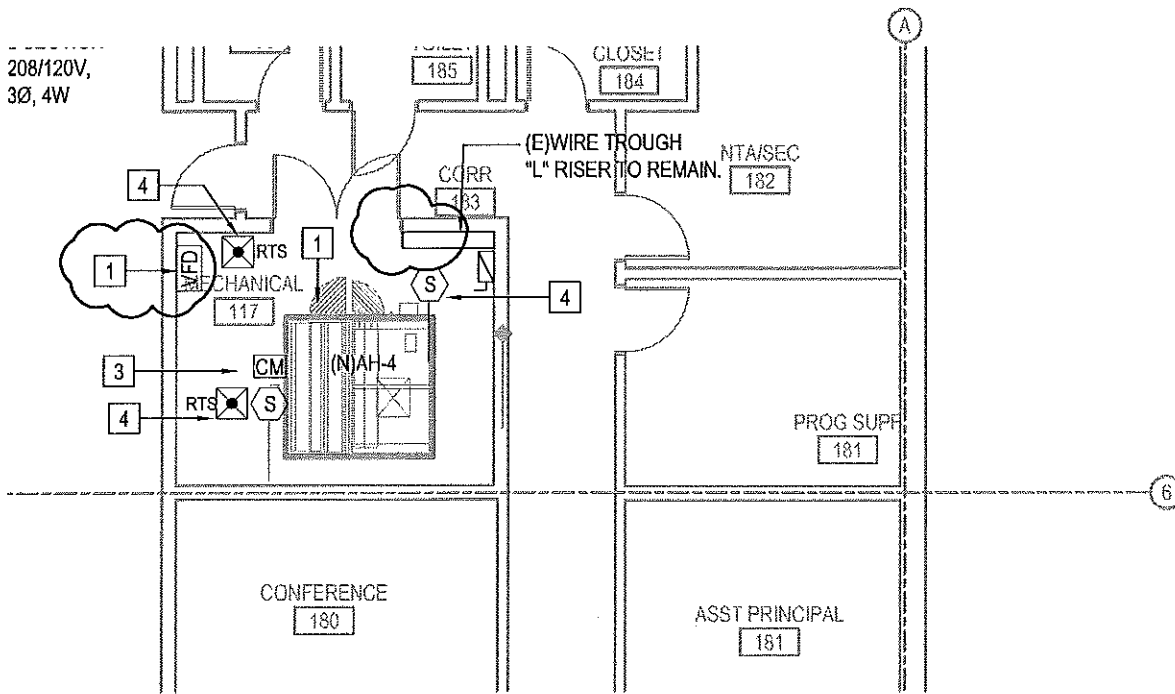 A
208/120V,
3Ø, 4W
185
CLOSET
184
(E)WIRE TROUGH
"L" RISER TO REMAIN.
NTA/SEC
182
4
CORR
183
RTS
1
1
VFD
MECHANICAL
117
S
4
3
CM
(N)AH-4
RTS
S
4
PROG SUPF
181
6
CONFERENCE
180
ASST PRINCIPAL
181